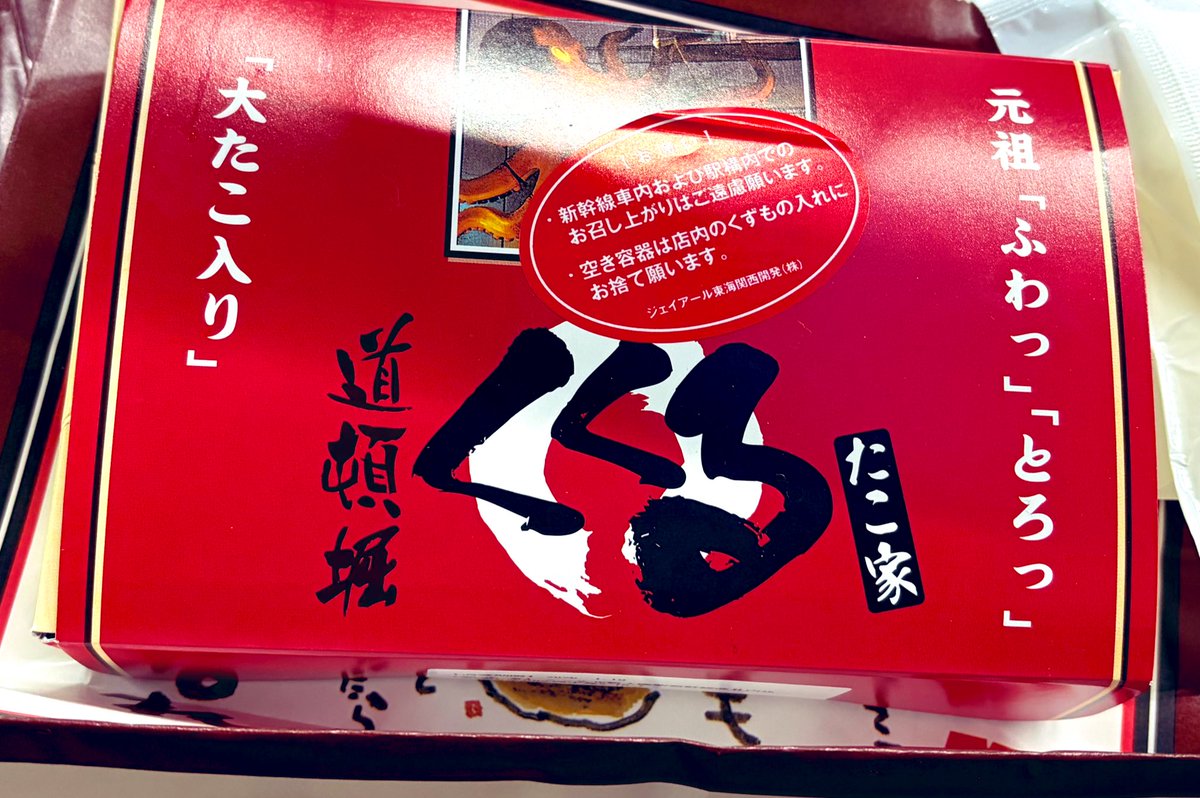 元祖「ふわっ」「とろっ」
「大たこ入り」
・新幹線車内および駅構内での
お召し上がりはご遠慮願います。
・空き容器は店内のくずもの入れに
お捨て願います。
ジェイアール東海関西開発(株)
たこ家
くくる
道頓堀